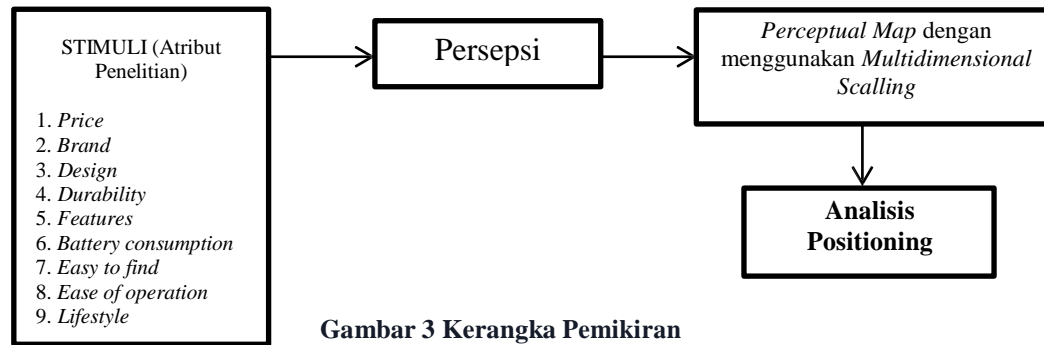 STIMULI (Atribut
Penelitian)
1. Price
2. Brand
3. Design
4. Durability
5. Features
6. Battery consumption
7. Easy to find
8. Ease of operation
9. Lifestyle
Persepsi
Perceptual Map dengan
menggunakan Multidimensional
Scalling
Analisis
Positioning
Gambar 3 Kerangka Pemikiran